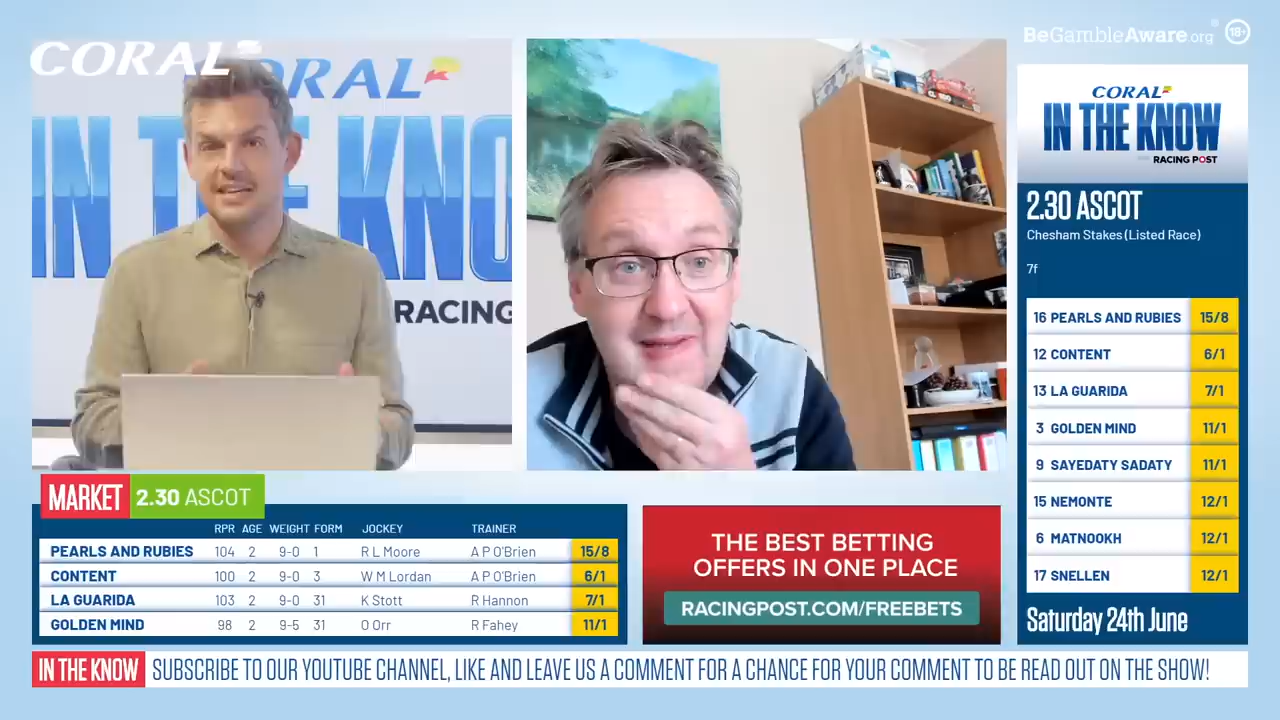 CORAL
CORAL
IN THE KNO
RACING
BeGambleAware.org 18+
CORAL
IN THE KNOW
RACING POST
2.30 ASCOT
Chesham Stakes (Listed Race)
7f
16 PEARLS AND RUBIES 15/8
12 CONTENT 6/1
13 LA GUARIDA 7/1
3 GOLDEN MIND 11/1
9 SAYEDATY SADATY 11/1
15 NEMONTE 12/1
6 MATNOOKH 12/1
17 SNELLEN 12/1
Saturday 24th June
MARKET 2.30 ASCOT
RPR AGE WEIGHT FORM JOCKEY TRAINER
PEARLS AND RUBIES 104 2 9-0 1 R L Moore A P O'Brien 15/8
CONTENT 100 2 9-0 3 W M Lordan A P O'Brien 6/1
LA GUARIDA 103 2 9-0 31 K Stott R Hannon 7/1
GOLDEN MIND 98 2 9-5 31 O Orr R Fahey 11/1
THE BEST BETTING
OFFERS IN ONE PLACE
RACINGPOST.COM/FREEBETS
IN THE KNOW SUBSCRIBE TO OUR YOUTUBE CHANNEL, LIKE AND LEAVE US A COMMENT FOR A CHANCE FOR YOUR COMMENT TO BE READ OUT ON THE SHOW!